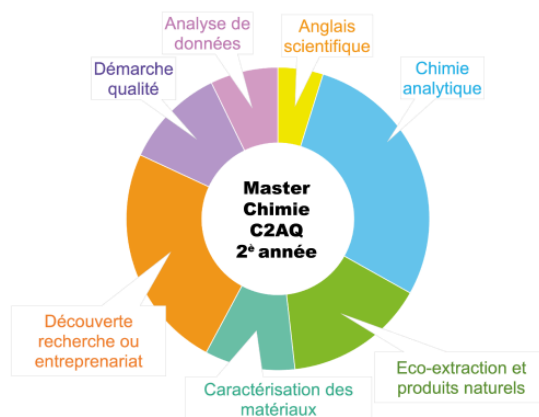 Analyse de
données
Anglais
scientifique
Démarche
qualité
Chimie
analytique
Master
Chimie
C2AQ
2è année
Découverte
recherche ou
entreprenariat
Eco-extraction et
produits naturels
Caractérisation des
matériaux